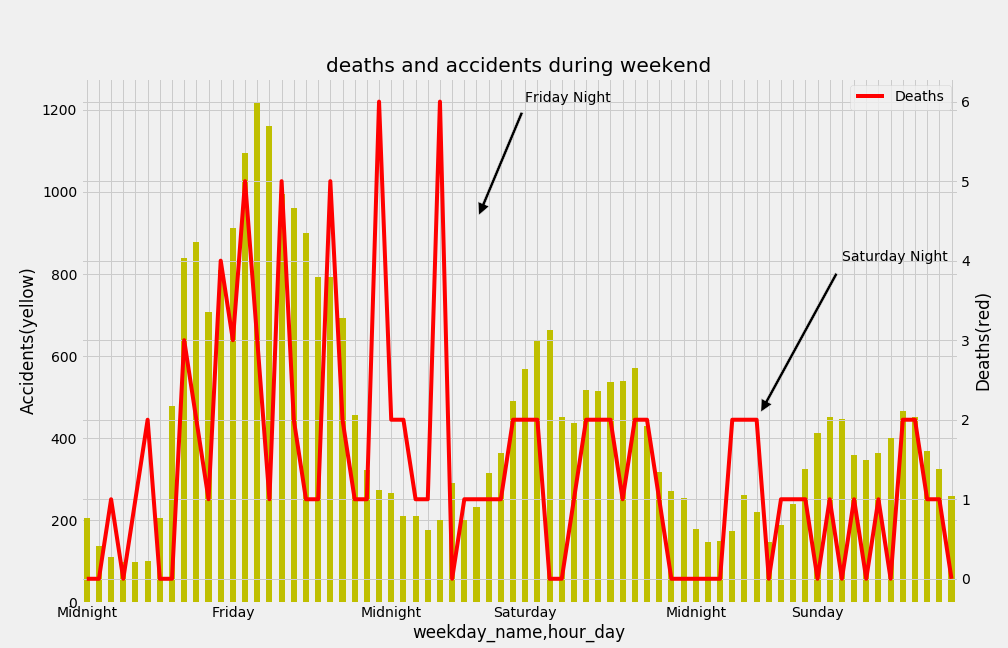 deaths and accidents during weekend
Friday Night
Deaths
Saturday Night
1200
1000
800
600
400
200
0
6
5
4
3
2
1
0
Accidents(yellow)
Deaths(red)
Midnight Friday Midnight Saturday Midnight Sunday
weekday_name,hour_day